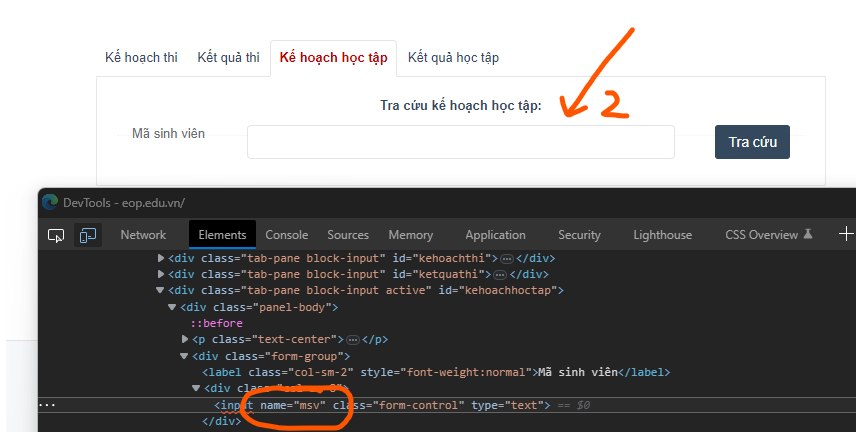 Kế hoạch thi Kết quả thi Kế hoạch học tập Kết quả học tập
2
Tra cứu kế hoạch học tập:
Mã sinh viên
Tra cứu
DevTools - eop.edu.vn/
Network Elements Console Sources Memory Application Security Lighthouse CSS Overview
<div class="tab-pane block-input" id="kehoachthi">…</div>
<div class="tab-pane block-input" id="ketquathi">…</div>
<div class="tab-pane block-input active" id="kehoachhoctap">
<div class="panel-body">
::before
<p class="text-center">…</p>
<div class="form-group">
<label class="col-sm-2" style="font-weight:normal">Mã sinh viên</label>
<div class=
<input name="msv" class="form-control" type="text"> == $0
</div>